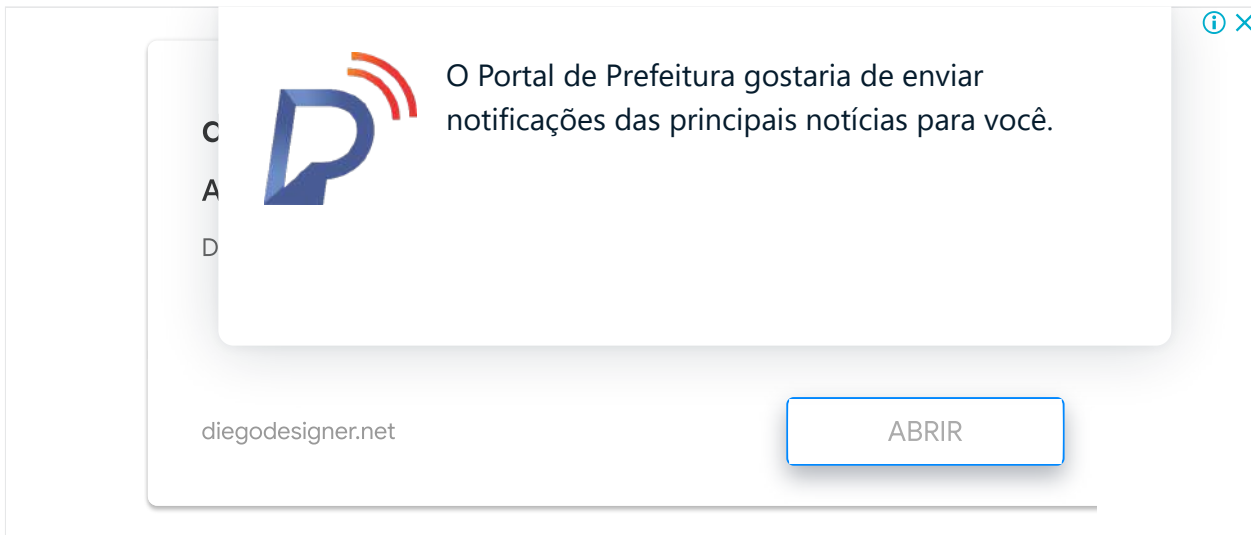 O Portal de Prefeitura gostaria de enviar
notificações das principais notícias para você.
diegodesigner.net
ABRIR